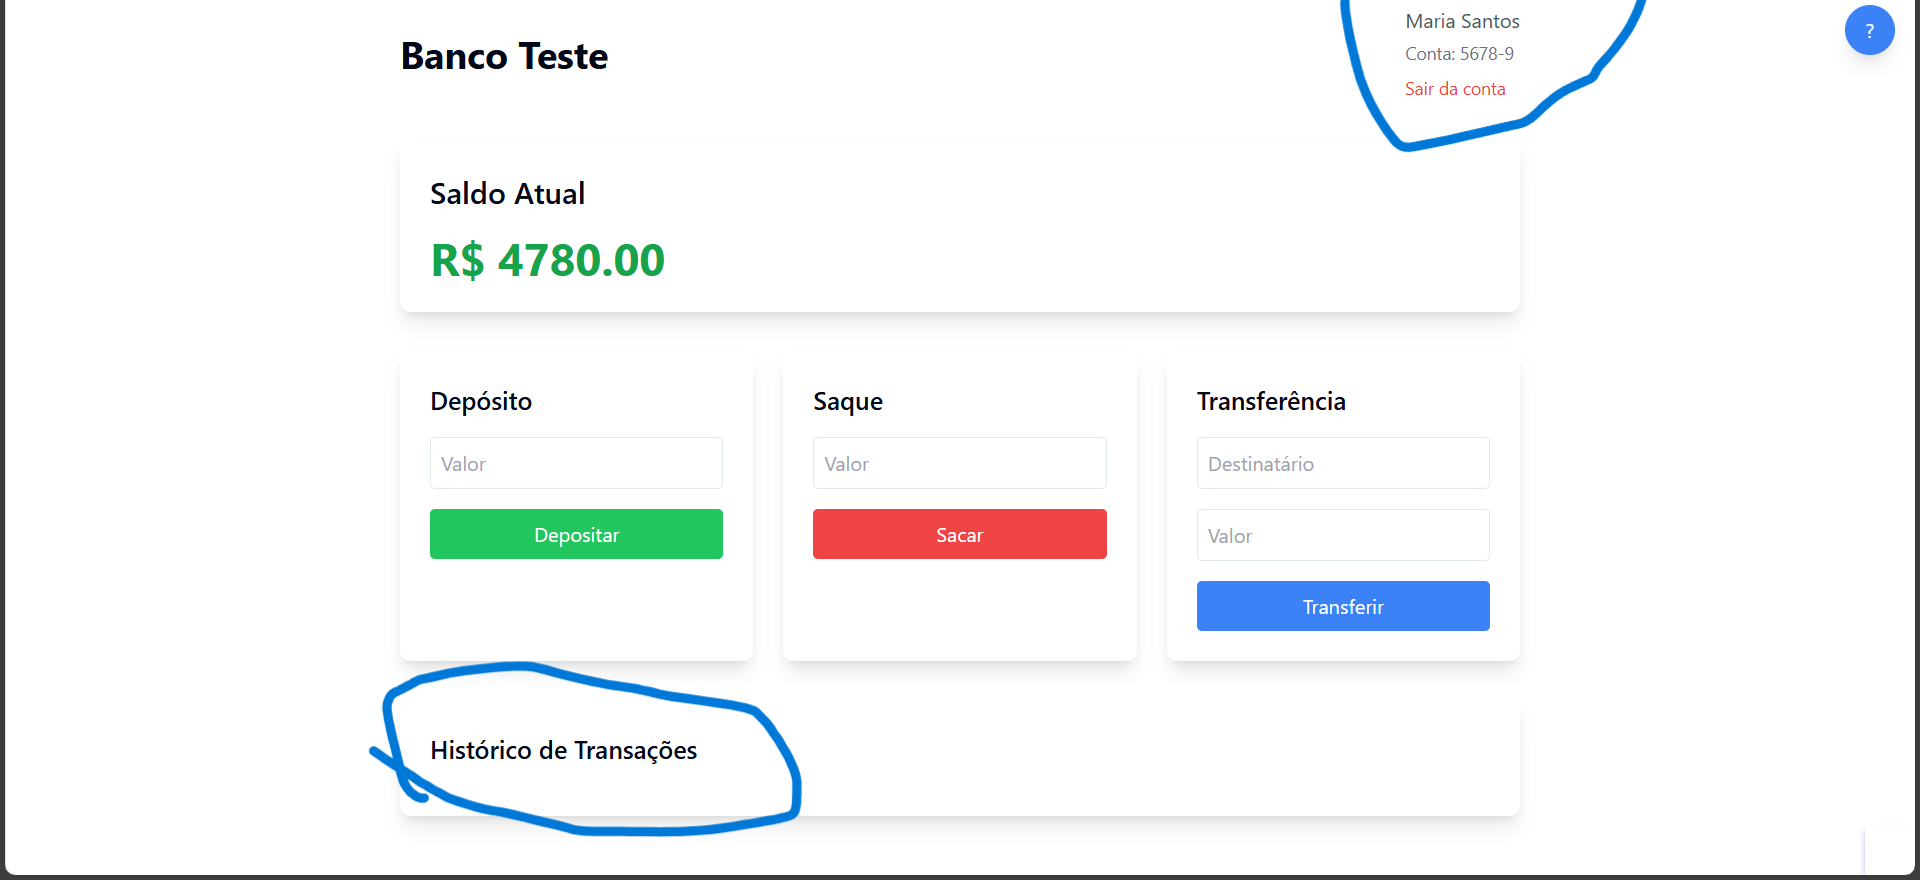 Banco Teste
Maria Santos
Conta: 5678-9
Sair da conta
?
Saldo Atual
R$ 4780.00
Depósito
Valor
Depositar
Saque
Valor
Sacar
Transferência
Destinatário
Valor
Transferir
Histórico de Transações